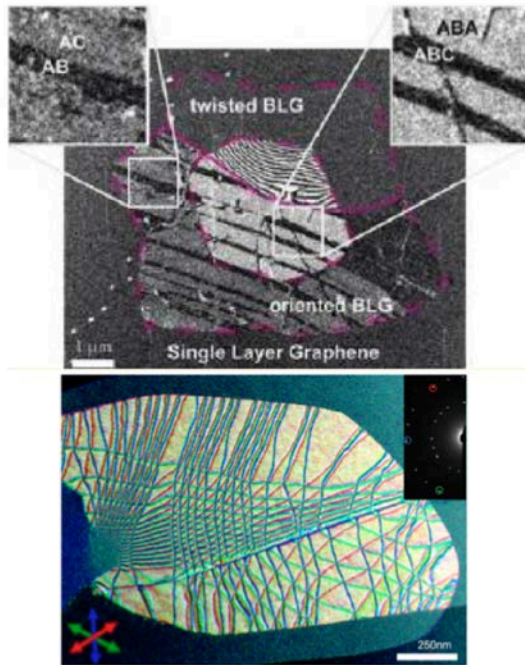 AC
AB
ABA
ABC
twisted BLG
oriented BLG
1 μm
Single Layer Graphene
250nm